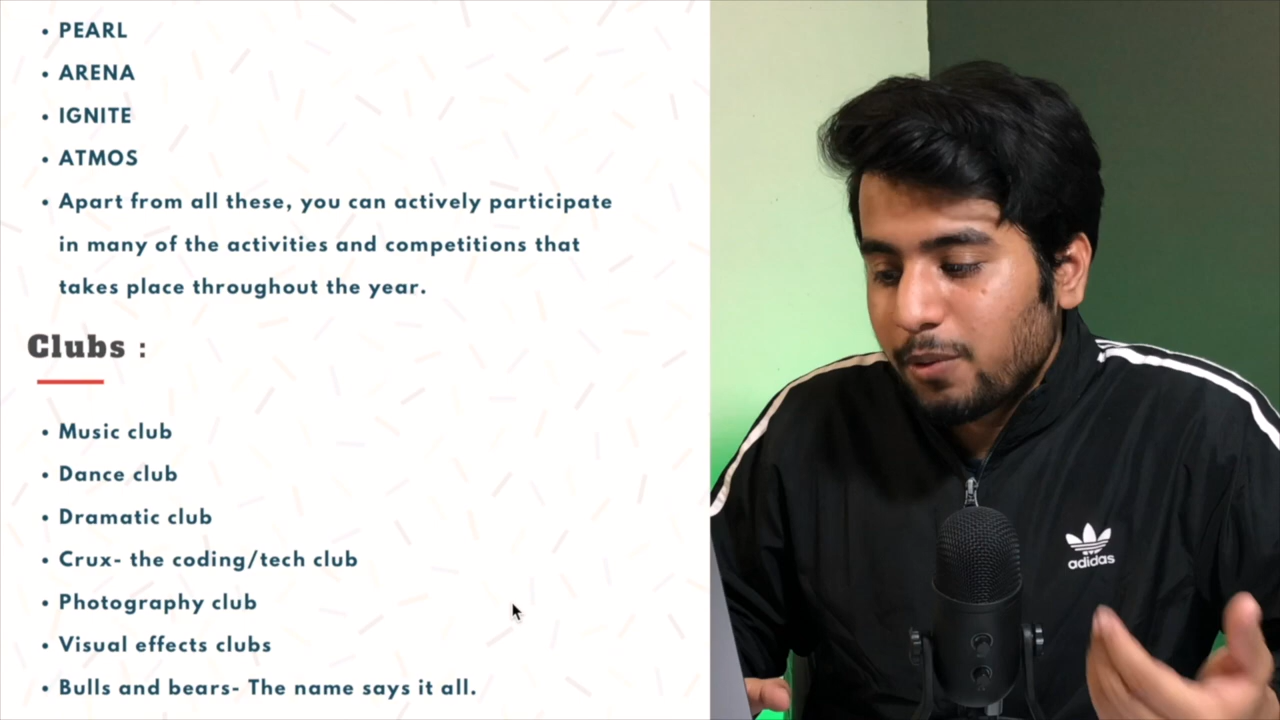 • PEARL
• ARENA
• IGNITE
• ATMOS
• Apart from all these, you can actively participate
in many of the activities and competitions that
takes place throughout the year.
Clubs :
• Music club
• Dance club
• Dramatic club
• Crux- the coding/tech club
• Photography club
• Visual effects clubs
• Bulls and bears- The name says it all.
adidas